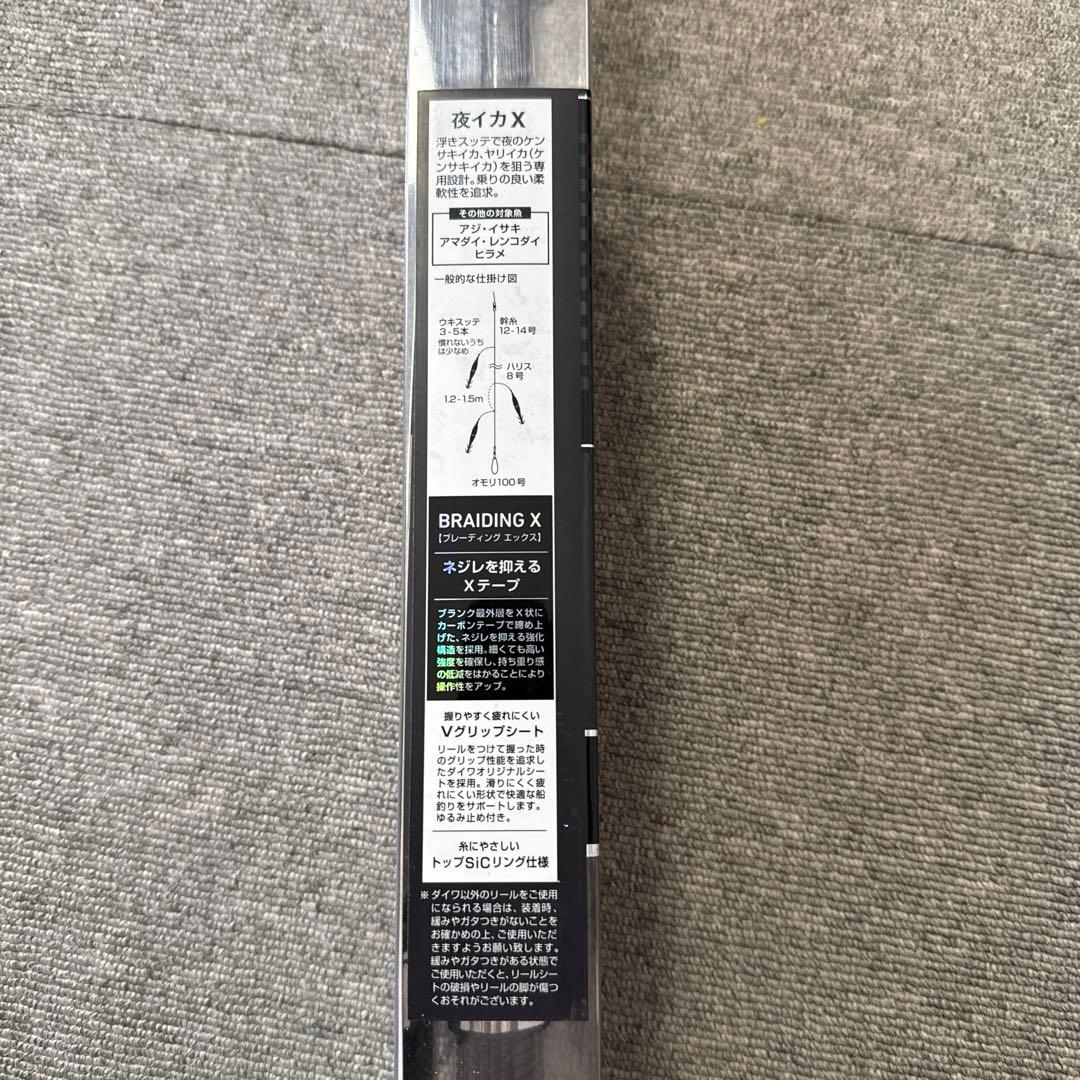 夜イカX
浮きスッテで夜のケン
サキイカ、ヤリイカ(ケ
ンサキイカ)を狙う専
用設計。乗りの良い柔
軟性を追求。
その他の対象魚
アジ・イサキ
アマダイ・レンコダイ
ヒラメ
一般的な仕掛け図
ウキスッテ
3-5本
慣れないうち
は少なめ
幹糸
12-14号
ハリス
8号
1.2-1.5m
オモリ100号
BRAIDING X
【ブレーディング エックス】
ネジレを抑える
Xテープ
ブランク最外層をX状に
カーボンテープで締め上
げた、ネジレを抑える強化
構造を採用。細くても高い
強度を確保し、持ち重り感
の低減をはかることにより
操作性をアップ。
握りやすく疲れにくい
Vグリップシート
リールをつけて握った時
のグリップ性能を追求し
たダイワオリジナルシー
トを採用。滑りにくく疲
れにくい形状で快適な船
釣りをサポートします。
ゆるみ止め付き。
糸にやさしい
トップSiCリング仕様
※ダイワ以外のリールをご使用
になられる場合は、装着時、
緩みやガタつきがないことを
お確かめの上、ご使用いただ
きますようお願い致します。
緩みやガタつきがある状態で
ご使用いただくと、リールシー
トの破損やリールの脚が傷つ
くおそれがございます。